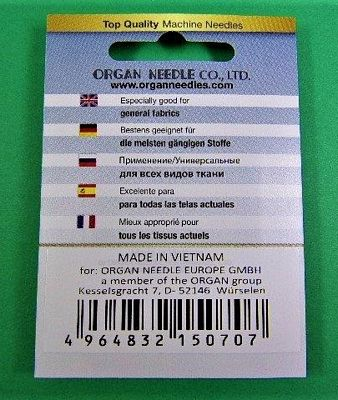 Top Quality Machine Needles
ORGAN NEEDLE CO., LTD.
www.organneedles.com
Especially good for
general fabrics
Bestens geeignet für
die meisten gängigen Stoffe
Применение/Универсальные
для всех видов ткани
Excelente para
para todas las telas actuales
Mieux approprié pour
tous les tissus actuels
MADE IN VIETNAM
for: ORGAN NEEDLE EUROPE GMBH
a member of the ORGAN group
Kesselsgracht 7, D- 52146 Würselen
4 964832 150707